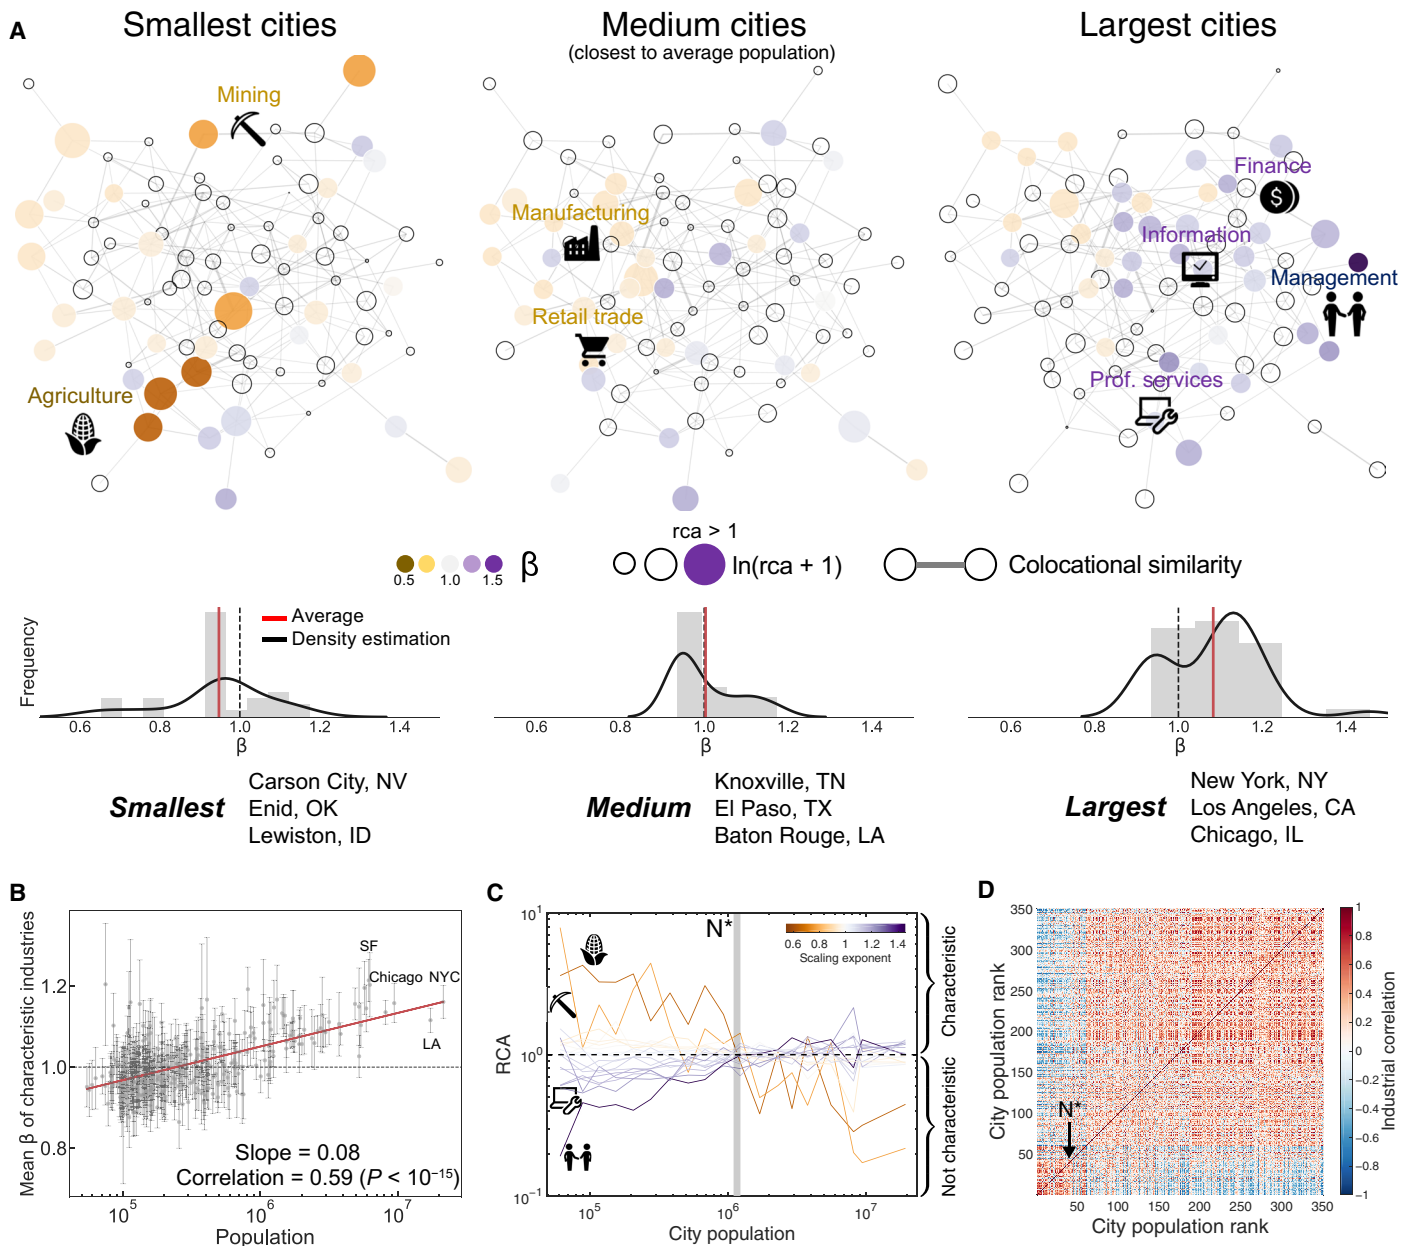 A
Smallest cities
Medium cities
(closest to average population)
Largest cities
Mining
Agriculture
Manufacturing
Retail trade
Finance
$
Information
Management
Prof. services
rca > 1
0.5 1.0 1.5
β
ln(rca + 1)
Colocational similarity
Frequency
Average
Density estimation
0.6 0.8 1.0 1.2 1.4
β
0.6 0.8 1.0 1.2 1.4
β
0.6 0.8 1.0 1.2 1.4
β
Smallest
Carson City, NV
Enid, OK
Lewiston, ID
Medium
Knoxville, TN
El Paso, TX
Baton Rouge, LA
Largest
New York, NY
Los Angeles, CA
Chicago, IL
B
Mean β of characteristic industries
1.2
1.0
0.8
SF
Chicago NYC
LA
Slope = 0.08
Correlation = 0.59 (P < 10⁻¹⁵)
10⁵ 10⁶ 10⁷
Population
C
RCA
10¹
10⁰
10⁻¹
N*
0.6 0.8 1 1.2 1.4
Scaling exponent
Characteristic
Not characteristic
10⁵ 10⁶ 10⁷
City population
D
City population rank
350
300
250
200
150
100
50
N*
50 100 150 200 250 300 350
City population rank
1
0.8
0.6
0.4
0.2
0
−0.2
−0.4
−0.6
−0.8
−1
Industrial correlation